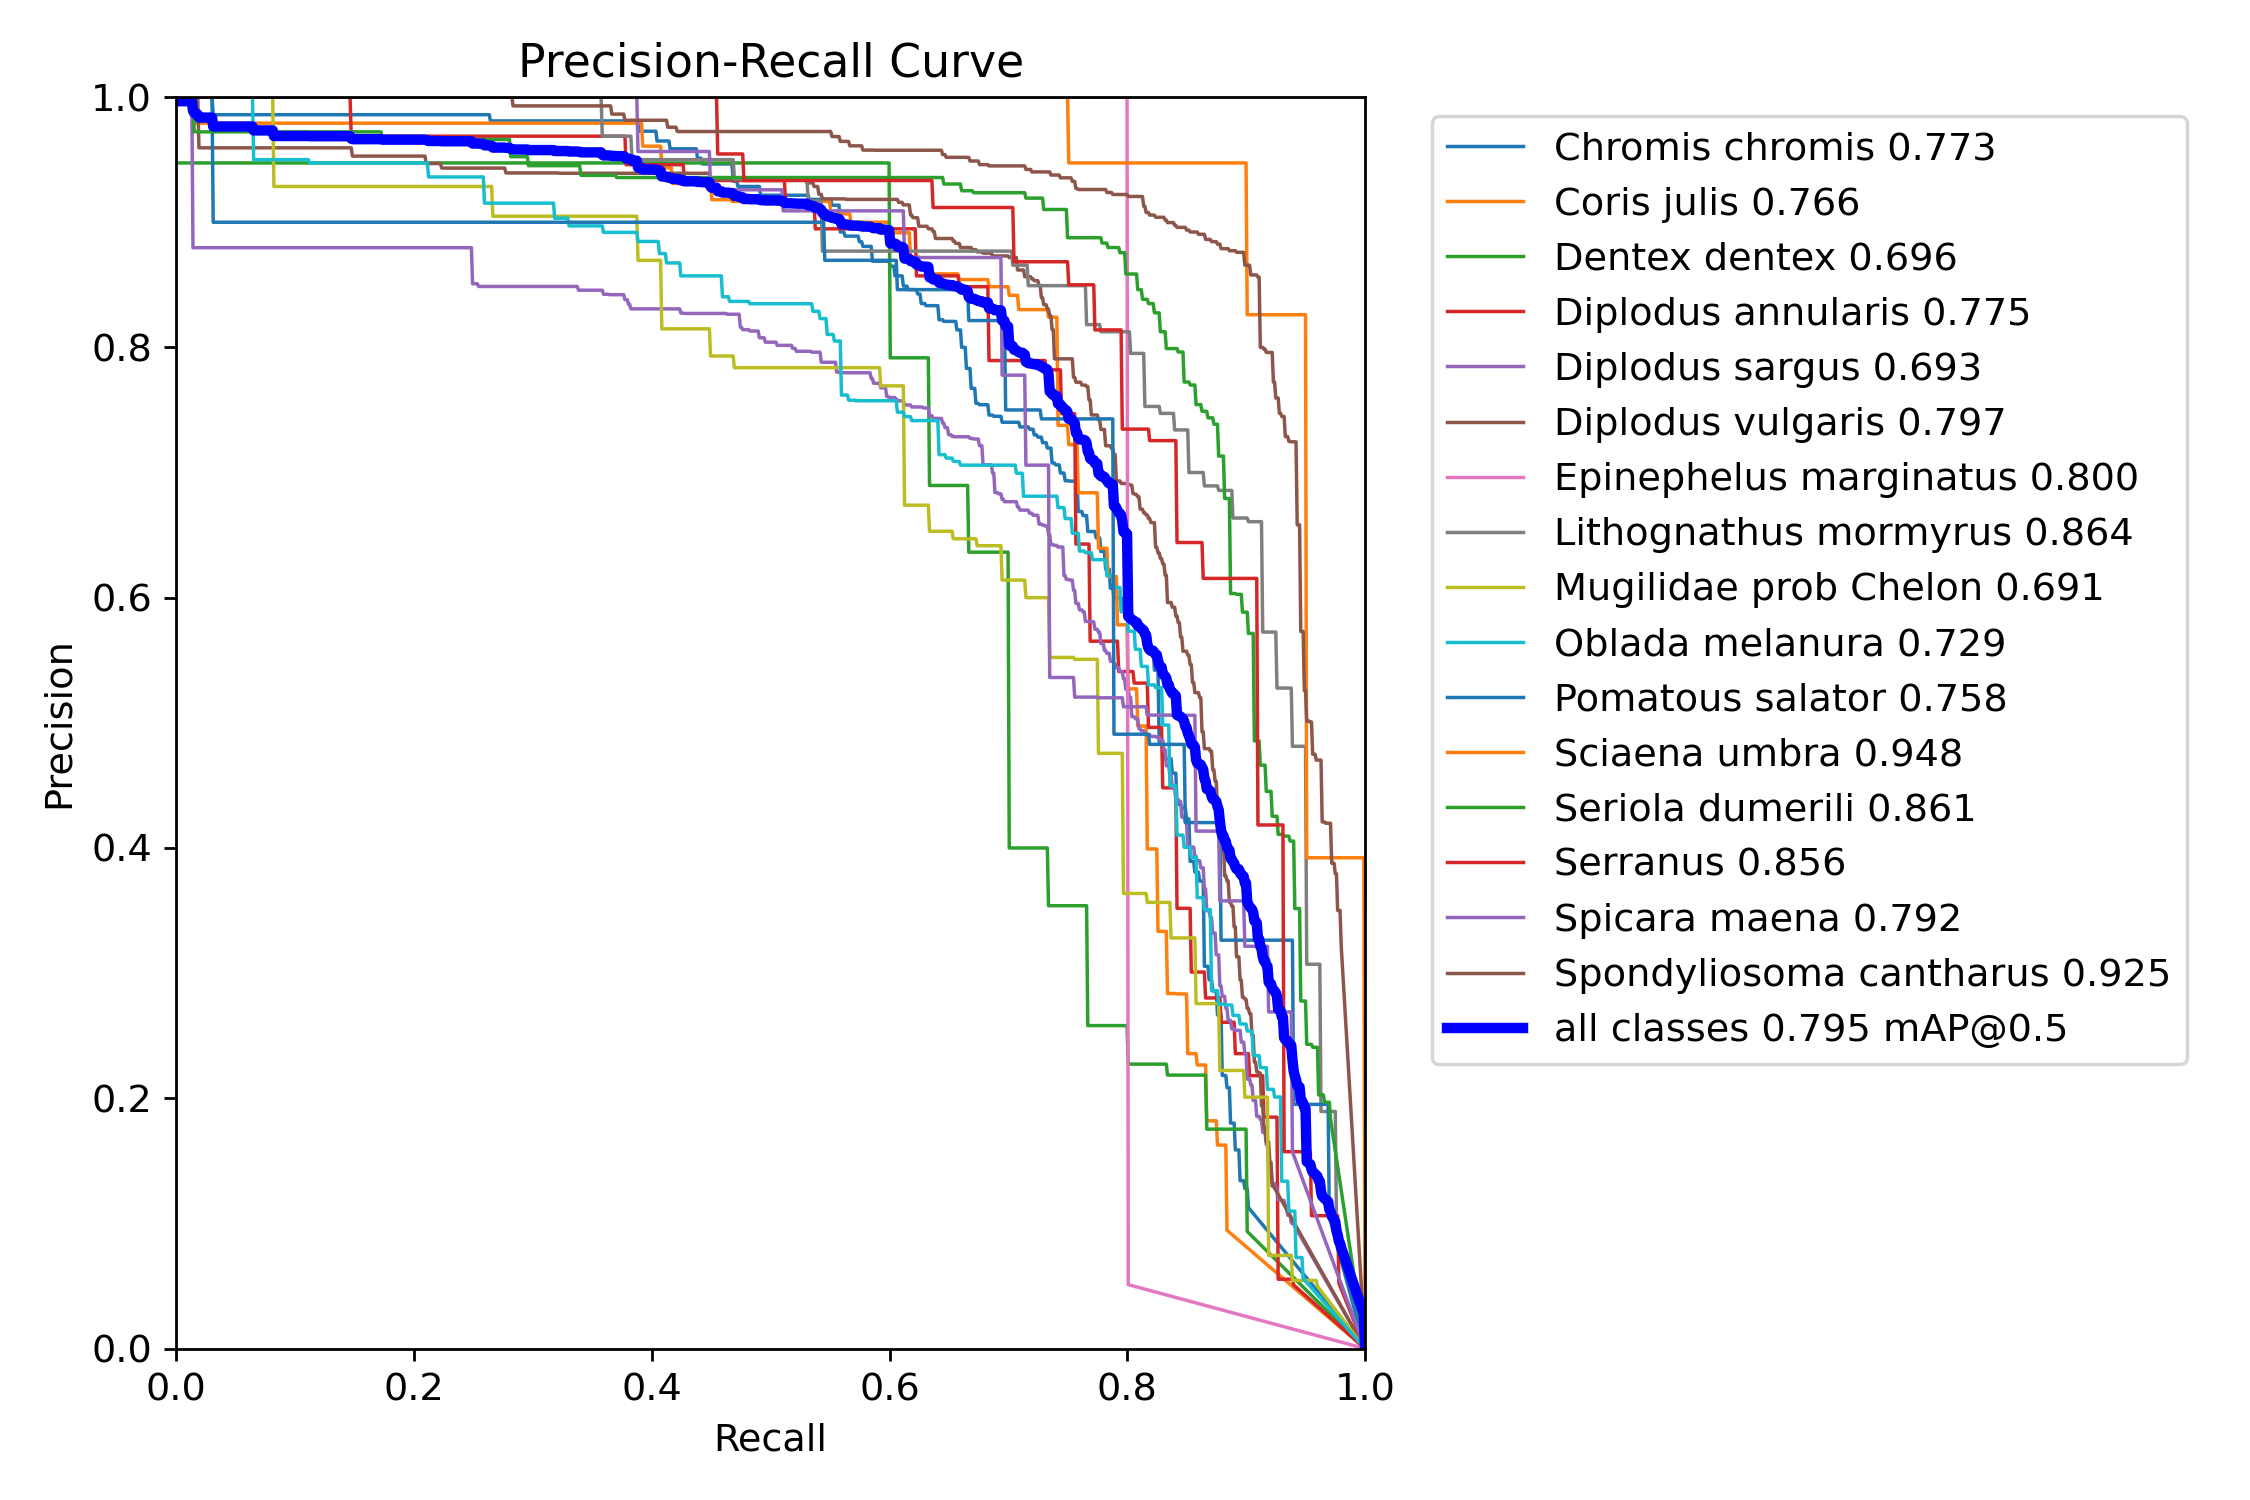 Precision-Recall Curve
1.0
0.8
0.6
0.4
0.2
0.0
Precision
0.0 0.2 0.4 0.6 0.8 1.0
Recall
Chromis chromis 0.773
Coris julis 0.766
Dentex dentex 0.696
Diplodus annularis 0.775
Diplodus sargus 0.693
Diplodus vulgaris 0.797
Epinephelus marginatus 0.800
Lithognathus mormyrus 0.864
Mugilidae prob Chelon 0.691
Oblada melanura 0.729
Pomatous salator 0.758
Sciaena umbra 0.948
Seriola dumerili 0.861
Serranus 0.856
Spicara maena 0.792
Spondyliosoma cantharus 0.925
all classes 0.795 mAP@0.5